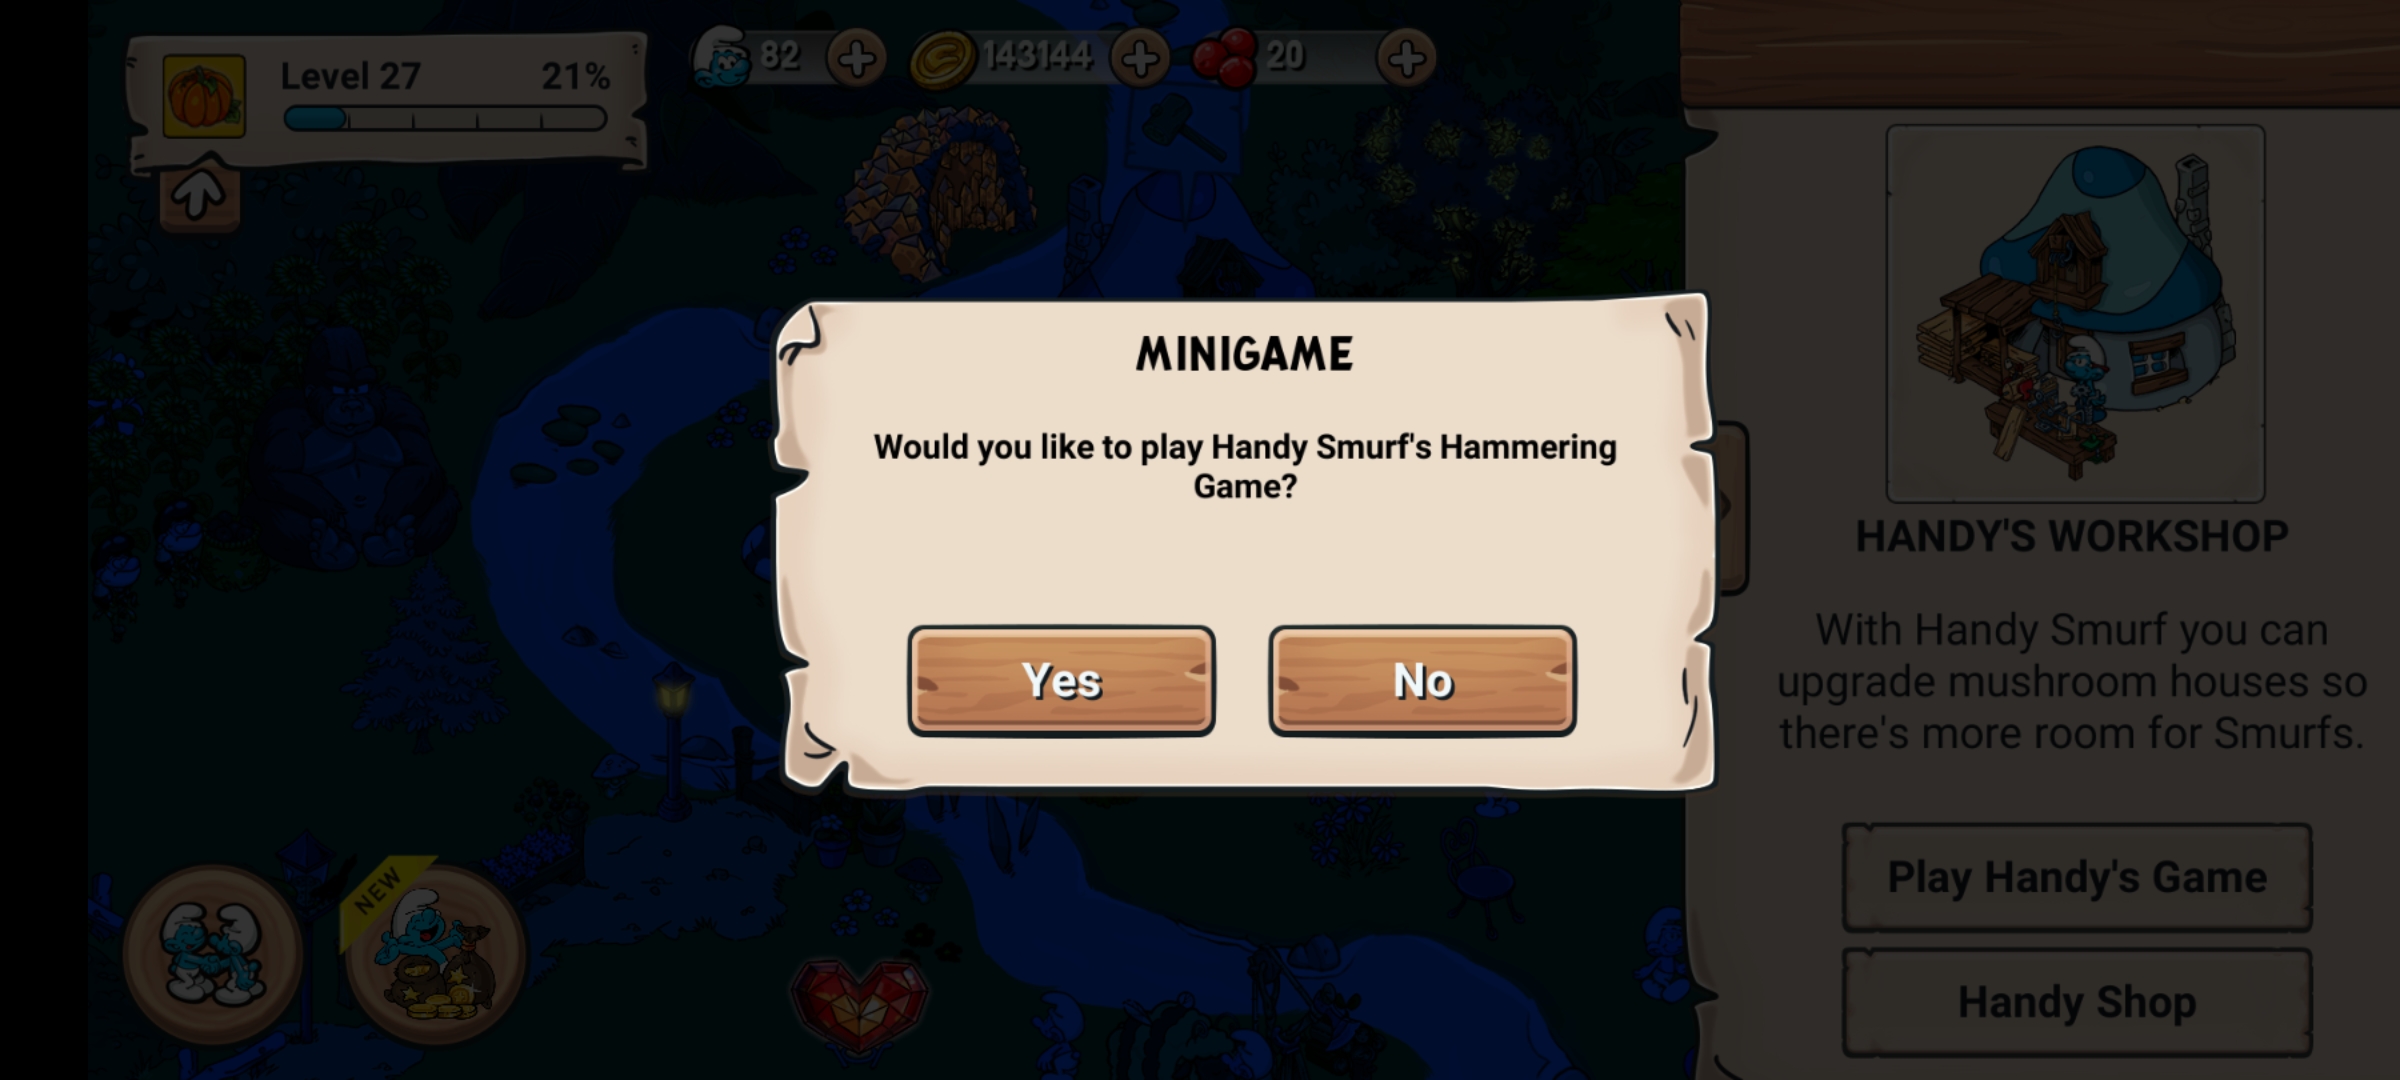 Level 27
21%
82
143144
20
MINIGAME
Would you like to play Handy Smurf's Hammering
Game?
Yes
No
HANDY'S WORKSHOP
With Handy Smurf you can
upgrade mushroom houses so
there's more room for Smurfs.
Play Handy's Game
Handy Shop
NEW